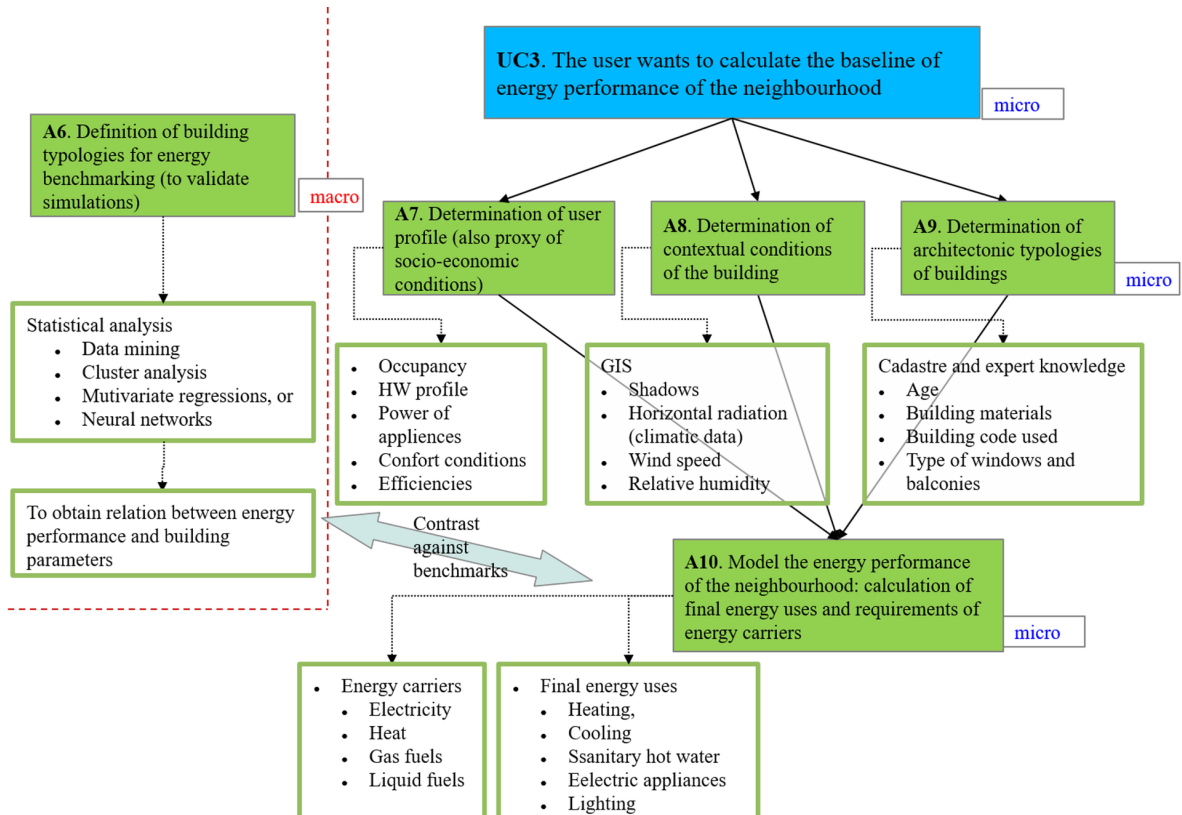 UC3. The user wants to calculate the baseline of
energy performance of the neighbourhood
micro
A6. Definition of building
typologies for energy
benchmarking (to validate
simulations)
macro
A7. Determination of user
profile (also proxy of
socio-economic
conditions)
A8. Determination of
contextual conditions
of the building
A9. Determination of
architectonic typologies
of buildings
micro
Statistical analysis
• Data mining
• Cluster analysis
• Mutivariate regressions, or
• Neural networks
• Occupancy
• HW profile
• Power of
appliences
• Confort conditions
• Efficiencies
GIS
• Shadows
• Horizontal radiation
(climatic data)
• Wind speed
• Relative humidity
Cadastre and expert knowledge
• Age
• Building materials
• Building code used
• Type of windows and
balconies
To obtain relation between energy
performance and building
parameters
Contrast
against
benchmarks
A10. Model the energy performance
of the neighbourhood: calculation of
final energy uses and requirements of
energy carriers
micro
• Energy carriers
• Electricity
• Heat
• Gas fuels
• Liquid fuels
• Final energy uses
• Heating,
• Cooling
• Ssanitary hot water
• Eelectric appliances
• Lighting